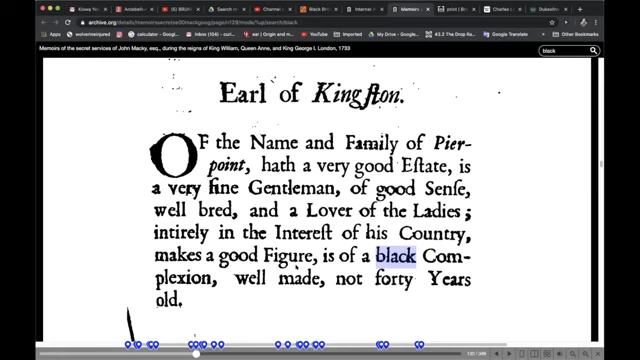 archive.org/details/memoirssecretse00mackgoog/page/n129/mode/1up/search/black
Memoirs of the secret services of John Macky, esq., during the reigns of King William, Queen Anne, and King George I. London, 1733
black
Earl of Kingſton.
OF the Name and Family of Pier-
point, hath a very good Eſtate, is
a very fine Gentleman, of good Senſe,
well bred, and a Lover of the Ladies;
intirely in the Intereſt of his Country,
makes a good Figure, is of a black Com-
plexion, well made, not forty Years
old.